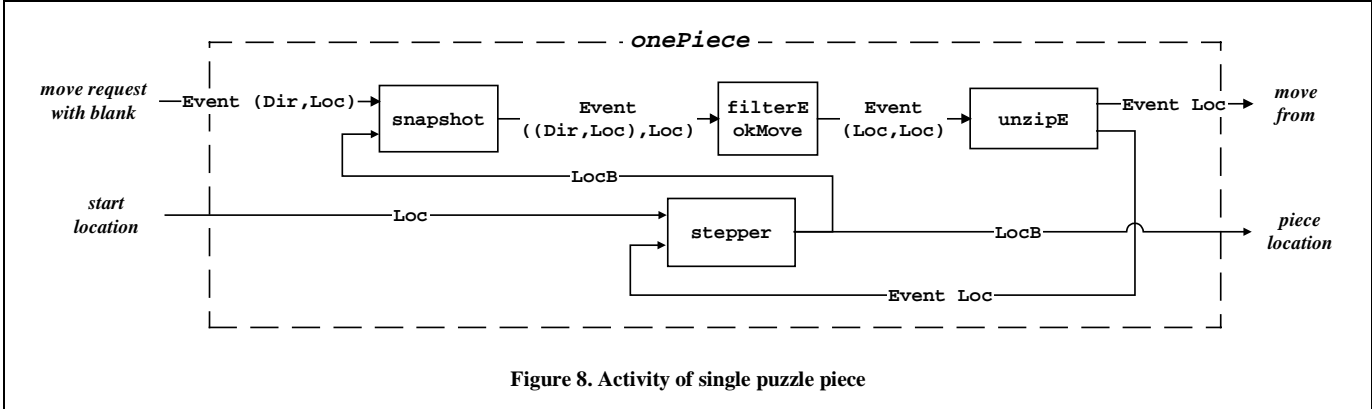 onePiece
move request
with blank
Event (Dir,Loc)
snapshot
Event
((Dir,Loc),Loc)
filterE
okMove
Event
(Loc,Loc)
unzipE
Event Loc
move
from
LocB
start
location
Loc
stepper
LocB
piece
location
Event Loc
Figure 8. Activity of single puzzle piece